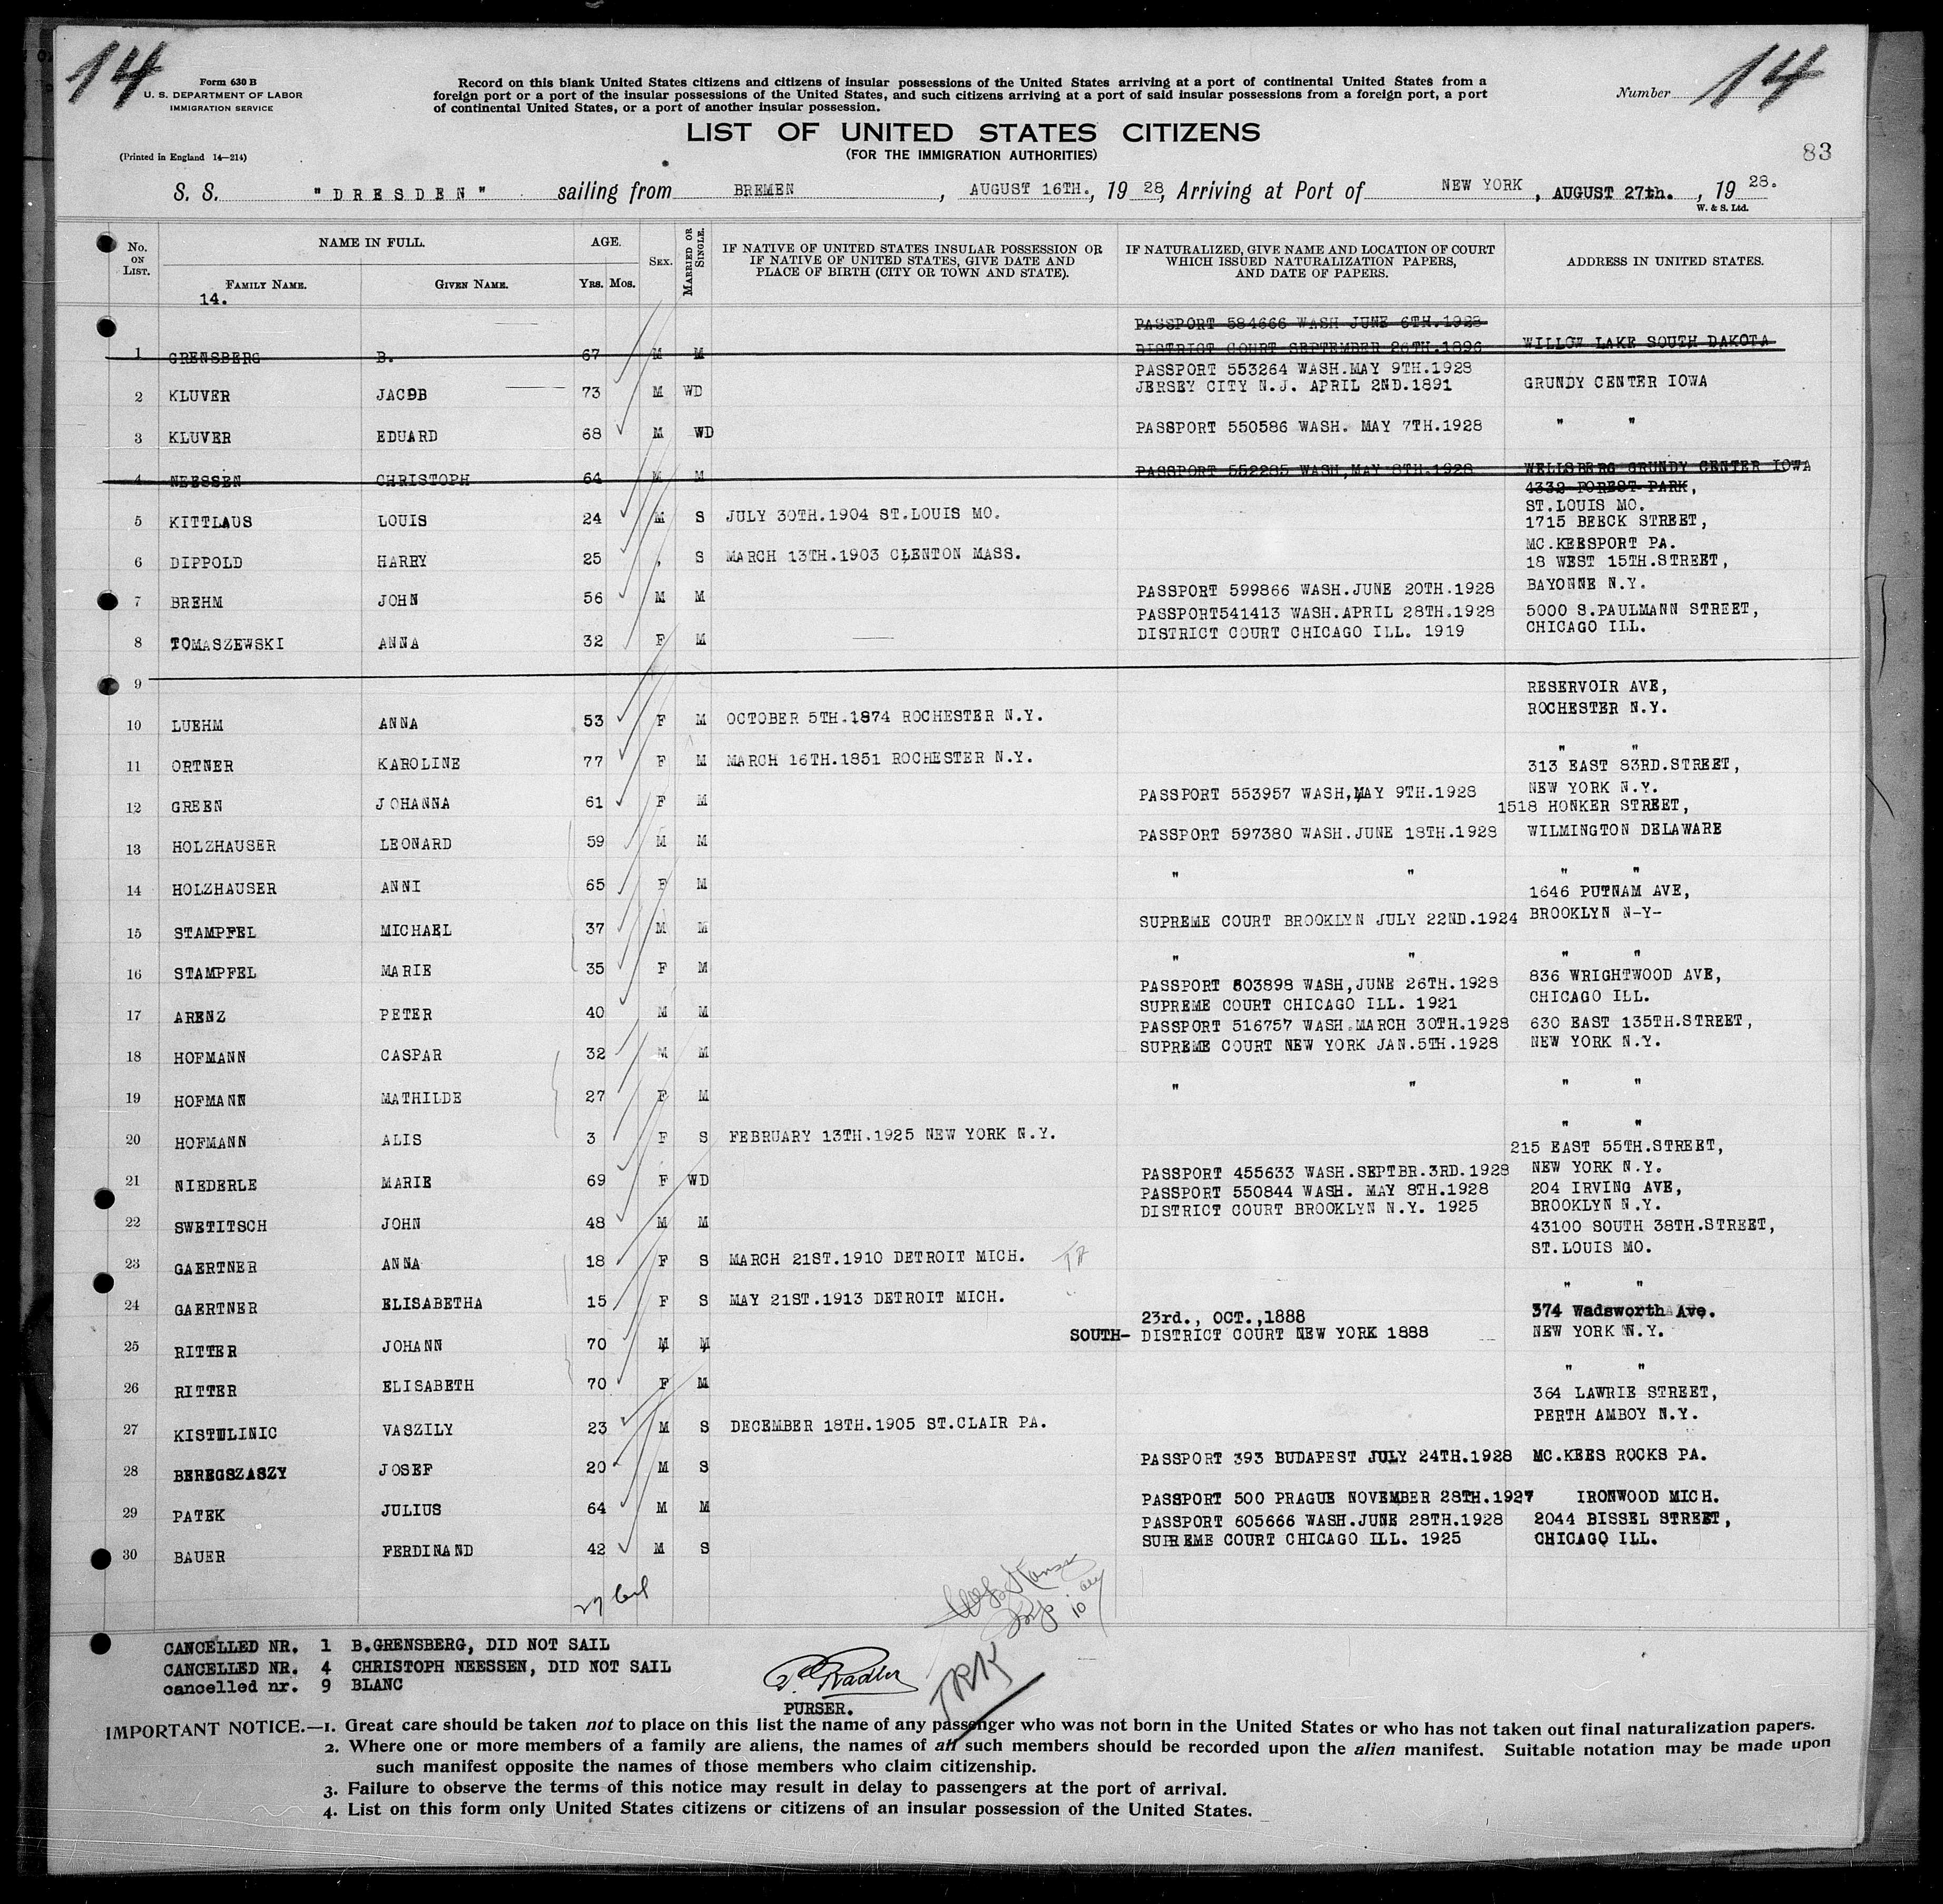 14
Form 630 B
U. S. DEPARTMENT OF LABOR
IMMIGRATION SERVICE
(Printed in England 14—214)
Record on this blank United States citizens and citizens of insular possessions of the United States arriving at a port of continental United States from a
foreign port or a port of the insular possessions of the United States, and such citizens arriving at a port of said insular possessions from a foreign port, a port
of continental United States, or a port of another insular possession.
Number 14
LIST OF UNITED STATES CITIZENS
(FOR THE IMMIGRATION AUTHORITIES)
83
S. S. "DRESDEN" sailing from BREMEN, AUGUST 16TH., 1928, Arriving at Port of NEW YORK, AUGUST 27th., 1928.
W. & S. Ltd.
No. ON LIST. NAME IN FULL. AGE. SEX. MARRIED OR SINGLE. IF NATIVE OF UNITED STATES INSULAR POSSESSION OR IF NATIVE OF UNITED STATES, GIVE DATE AND PLACE OF BIRTH (CITY OR TOWN AND STATE). IF NATURALIZED, GIVE NAME AND LOCATION OF COURT WHICH ISSUED NATURALIZATION PAPERS, AND DATE OF PAPERS. ADDRESS IN UNITED STATES.
FAMILY NAME. GIVEN NAME. YRS. MOS.
14.
PASSPORT 584666 WASH JUNE 6TH.1928
1 GRENSBERG B. 67 M M DISTRICT COURT SEPTEMBER 26TH.1896 WILLOW LAKE SOUTH DAKOTA
PASSPORT 553264 WASH.MAY 9TH.1928
2 KLUVER JACOB 73 M WD JERSEY CITY N.J. APRIL 2ND.1891 GRUNDY CENTER IOWA
3 KLUVER EDUARD 68 M WD PASSPORT 550586 WASH. MAY 7TH.1928 " "
4 NEESSEN CHRISTOPH 64 M M PASSPORT 552285 WASH,MAY 8TH.1928 WELLSBERG GRUNDY CENTER IOWA
4332 FOREST PARK,
ST.LOUIS MO.
5 KITTLAUS LOUIS 24 M S JULY 30TH.1904 ST.LOUIS MO.
1715 BEECK STREET,
MC.KEESPORT PA.
6 DIPPOLD HARRY 25 , S MARCH 13TH.1903 CLENTON MASS.
18 WEST 15TH.STREET,
BAYONNE N.Y.
7 BREHM JOHN 56 M M PASSPORT 599866 WASH.JUNE 20TH.1928
PASSPORT541413 WASH.APRIL 28TH.1928 5000 S.PAULMANN STREET,
8 TOMASZEWSKI ANNA 32 F M DISTRICT COURT CHICAGO ILL. 1919 CHICAGO ILL.
9
RESERVOIR AVE,
10 LUEHM ANNA 53 F M OCTOBER 5TH.1874 ROCHESTER N.Y. ROCHESTER N.Y.
11 ORTNER KAROLINE 77 F M MARCH 16TH.1851 ROCHESTER N.Y. " "
313 EAST 83RD.STREET,
12 GREEN JOHANNA 61 F M PASSPORT 553957 WASH,MAY 9TH.1928 NEW YORK N.Y.
1518 HONKER STREET,
13 HOLZHAUSER LEONARD 59 M M PASSPORT 597380 WASH.JUNE 18TH.1928 WILMINGTON DELAWARE
14 HOLZHAUSER ANNI 65 F M " " " "
1646 PUTNAM AVE,
15 STAMPFEL MICHAEL 37 M M SUPREME COURT BROOKLYN JULY 22ND.1924 BROOKLYN N-Y-
16 STAMPFEL MARIE 35 F M " " " "
PASSPORT 603898 WASH,JUNE 26TH.1928 836 WRIGHTWOOD AVE,
17 ARENZ PETER 40 M M SUPREME COURT CHICAGO ILL. 1921 CHICAGO ILL.
PASSPORT 516757 WASH.MARCH 30TH.1928 630 EAST 135TH.STREET,
18 HOFMANN CASPAR 32 M M SUPREME COURT NEW YORK JAN.5TH.1928 NEW YORK N.Y.
19 HOFMANN MATHILDE 27 F M " " " "
20 HOFMANN ALIS 3 F S FEBRUARY 13TH.1925 NEW YORK N.Y. " "
215 EAST 55TH.STREET,
21 NIEDERLE MARIE 69 F WD PASSPORT 455633 WASH.SEPTBR.3RD.1928 NEW YORK N.Y.
PASSPORT 550844 WASH. MAY 8TH.1928 204 IRVING AVE,
22 SWETITSCH JOHN 48 M M DISTRICT COURT BROOKLYN N.Y. 1925 BROOKLYN N.Y.
43100 SOUTH 38TH.STREET,
23 GAERTNER ANNA 18 F S MARCH 21ST.1910 DETROIT MICH. ST.LOUIS MO.
24 GAERTNER ELISABETHA 15 F S MAY 21ST.1913 DETROIT MICH. " "
23rd., OCT.,1888 374 Wadsworth Ave.
25 RITTER JOHANN 70 M M SOUTH- DISTRICT COURT NEW YORK 1888 NEW YORK N.Y.
26 RITTER ELISABETH 70 F M " "
364 LAWRIE STREET,
27 KISTULINIC VASZILY 23 M S DECEMBER 18TH.1905 ST.CLAIR PA. PERTH AMBOY N.Y.
28 BEREGSZASZY JOSEF 20 M S PASSPORT 393 BUDAPEST JULY 24TH.1928 MC.KEES ROCKS PA.
29 PATEK JULIUS 64 M M PASSPORT 500 PRAGUE NOVEMBER 28TH.1927 IRONWOOD MICH.
PASSPORT 605666 WASH.JUNE 28TH.1928 2044 BISSEL STREET,
30 BAUER FERDINAND 42 M S SUPREME COURT CHICAGO ILL. 1925 CHICAGO ILL.
27
CANCELLED NR. 1 B.GRENSBERG, DID NOT SAIL
CANCELLED NR. 4 CHRISTOPH NEESSEN, DID NOT SAIL
cancelled nr. 9 BLANC
PURSER.
IMPORTANT NOTICE.—1. Great care should be taken not to place on this list the name of any passenger who was not born in the United States or who has not taken out final naturalization papers.
2. Where one or more members of a family are aliens, the names of all such members should be recorded upon the alien manifest. Suitable notation may be made upon
such manifest opposite the names of those members who claim citizenship.
3. Failure to observe the terms of this notice may result in delay to passengers at the port of arrival.
4. List on this form only United States citizens or citizens of an insular possession of the United States.